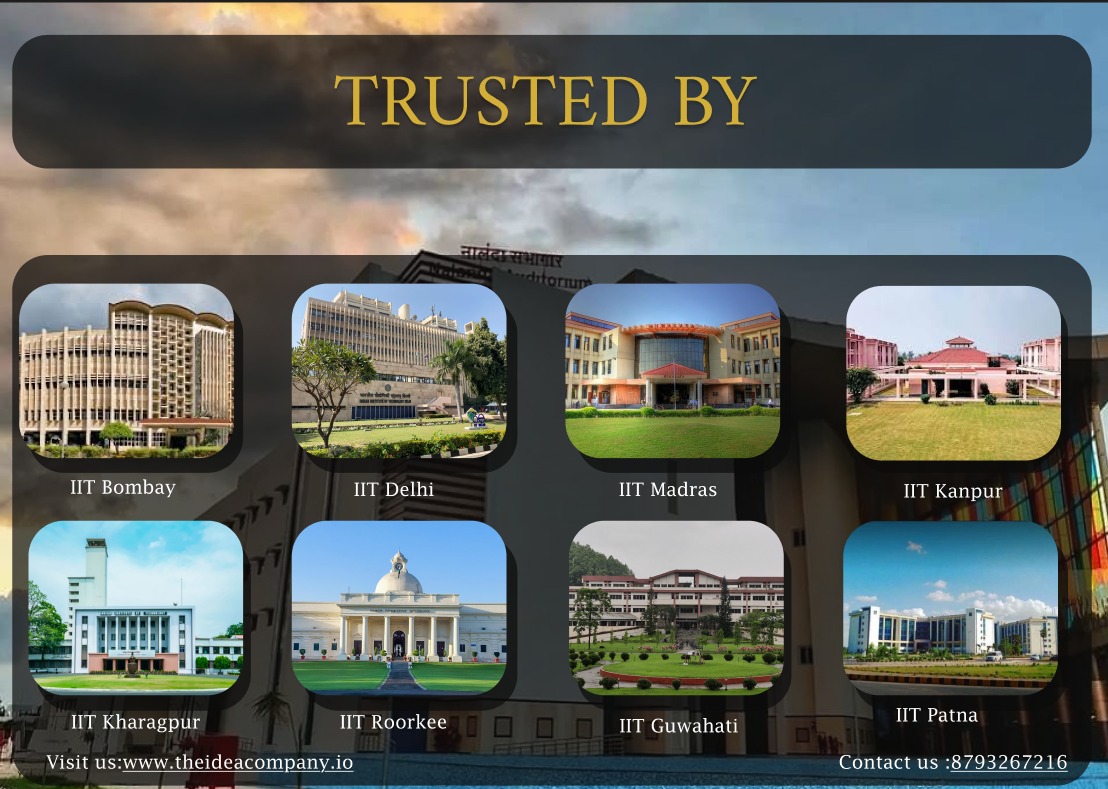 TRUSTED BY
नालंदा सभागार
IIT Bombay
IIT Delhi
IIT Madras
IIT Kanpur
IIT Kharagpur
IIT Roorkee
IIT Guwahati
IIT Patna
Visit us:www.theideacompany.io
Contact us :8793267216